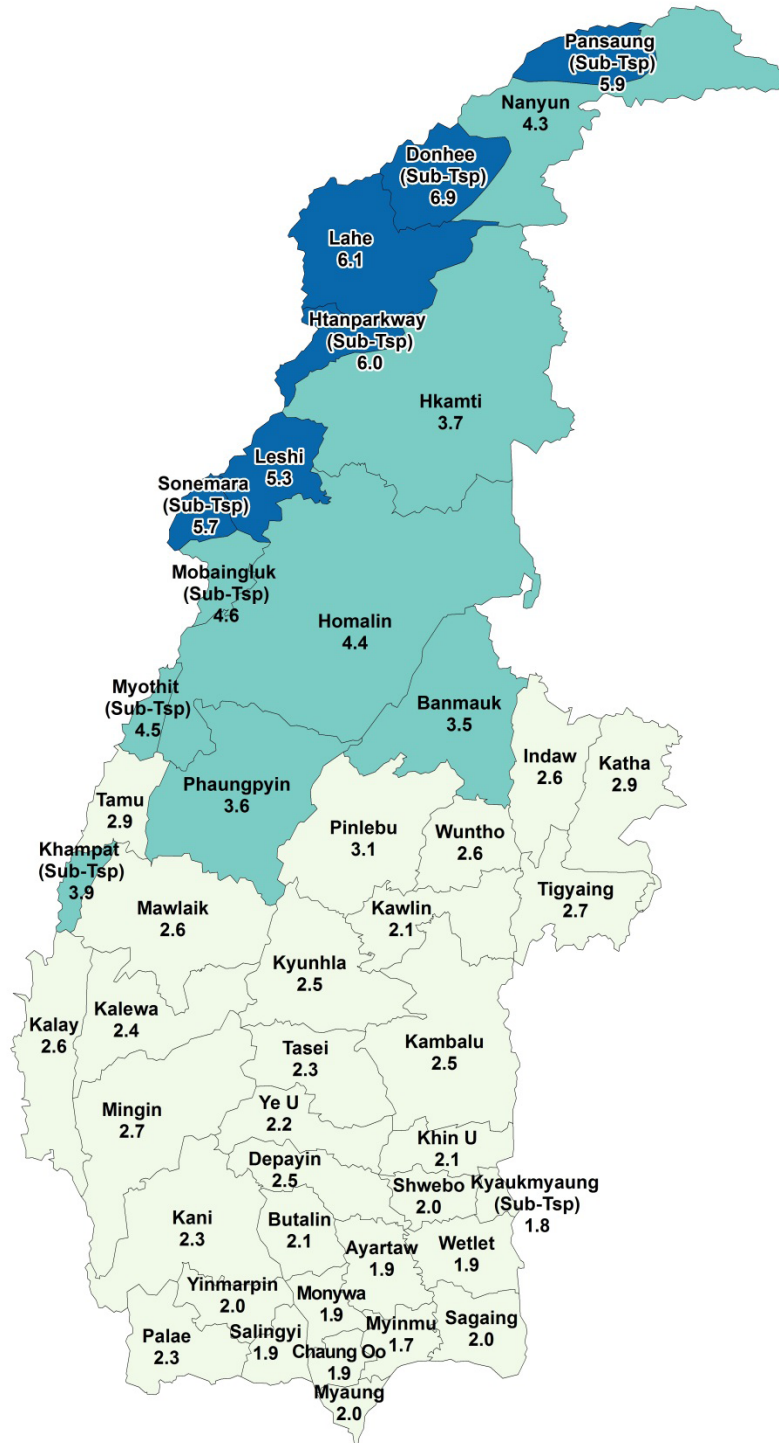 Pansaung
(Sub-Tsp)
5.9
Nanyun
4.3
Donhee
(Sub-Tsp)
6.9
Lahe
6.1
Htanparkway
(Sub-Tsp)
6.0
Hkamti
3.7
Leshi
5.3
Sonemara
(Sub-Tsp)
5.7
Mobaingluk
(Sub-Tsp)
4.6
Homalin
4.4
Myothit
(Sub-Tsp)
4.5
Banmauk
3.5
Indaw
2.6
Katha
2.9
Phaungpyin
3.6
Tamu
2.9
Pinlebu
3.1
Wuntho
2.6
Khampat
(Sub-Tsp)
3.9
Tigyaing
2.7
Mawlaik
2.6
Kawlin
2.1
Kyunhla
2.5
Kalewa
2.4
Kalay
2.6
Tasei
2.3
Kambalu
2.5
Mingin
2.7
Ye U
2.2
Khin U
2.1
Depayin
2.5
Shwebo
2.0
Kyaukmyaung
(Sub-Tsp)
1.8
Kani
2.3
Butalin
2.1
Ayartaw
1.9
Wetlet
1.9
Yinmarpin
2.0
Monywa
1.9
Myinmu
1.7
Sagaing
2.0
Palae
2.3
Salingyi
1.9
Chaung Oo
1.9
Myaung
2.0